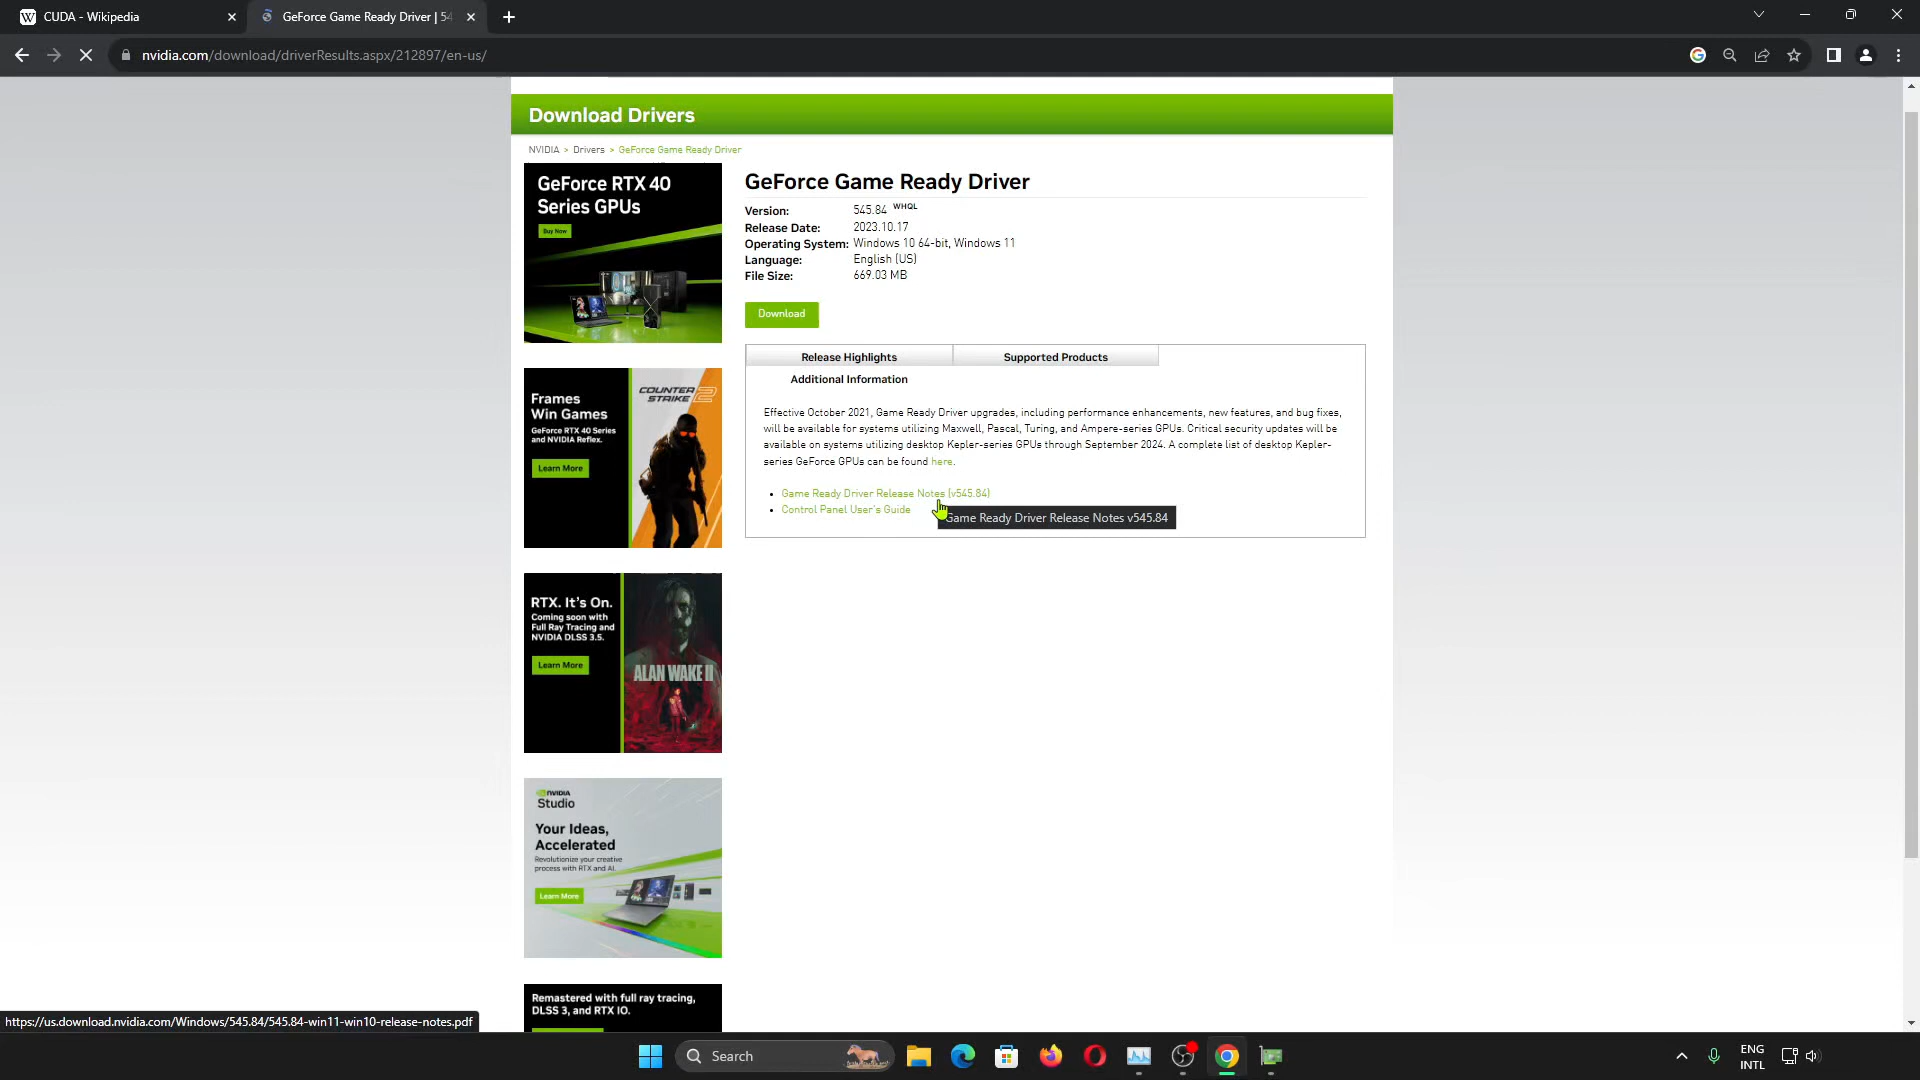 CUDA - Wikipedia
GeForce Game Ready Driver | 54
nvidia.com/download/driverResults.aspx/212897/en-us/
Download Drivers
NVIDIA > Drivers > GeForce Game Ready Driver
GeForce RTX 40
Series GPUs
Buy Now
GeForce Game Ready Driver
Version: 545.84 WHQL
Release Date: 2023.10.17
Operating System: Windows 10 64-bit, Windows 11
Language: English (US)
File Size: 669.03 MB
Download
Release Highlights Supported Products
Additional Information
Effective October 2021, Game Ready Driver upgrades, including performance enhancements, new features, and bug fixes,
will be available for systems utilizing Maxwell, Pascal, Turing, and Ampere-series GPUs. Critical security updates will be
available on systems utilizing desktop Kepler-series GPUs through September 2024. A complete list of desktop Kepler-
series GeForce GPUs can be found here.
Game Ready Driver Release Notes (v545.84)
Control Panel User's Guide
Game Ready Driver Release Notes v545.84
Frames
Win Games
GeForce RTX 40 Series
and NVIDIA Reflex.
Learn More
COUNTER
STRIKE 2
RTX. It's On.
Coming soon with
Full Ray Tracing and
NVIDIA DLSS 3.5.
Learn More
ALAN WAKE II
NVIDIA
Studio
Your Ideas,
Accelerated
Revolutionize your creative
process with RTX and AI.
Learn More
Remastered with full ray tracing,
DLSS 3, and RTX IO.
https://us.download.nvidia.com/Windows/545.84/545.84-win11-win10-release-notes.pdf
Search
ENG
INTL